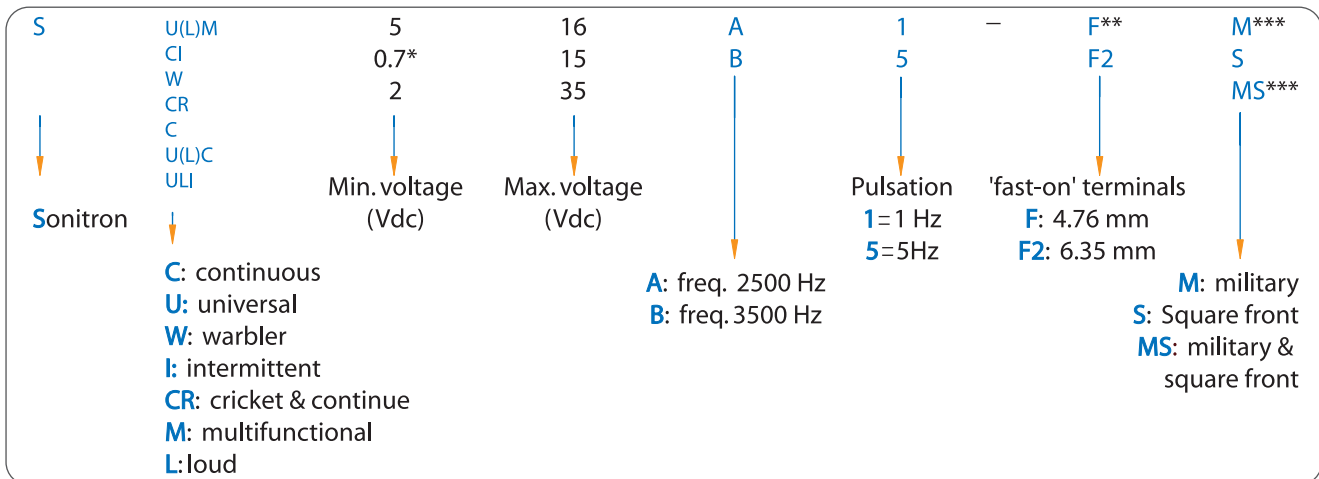 S U(L)M 5 16 A 1 – F** M***
CI 0.7* 15 B 5 F2 S
W 2 35 MS***
CR
C
U(L)C
ULI
Min. voltage Max. voltage Pulsation 'fast-on' terminals
Sonitron (Vdc) (Vdc) 1=1 Hz F: 4.76 mm
5=5Hz F2: 6.35 mm
C: continuous A: freq. 2500 Hz M: military
U: universal B: freq. 3500 Hz S: Square front
W: warbler MS: military &
I: intermittent square front
CR: cricket & continue
M: multifunctional
L:loud